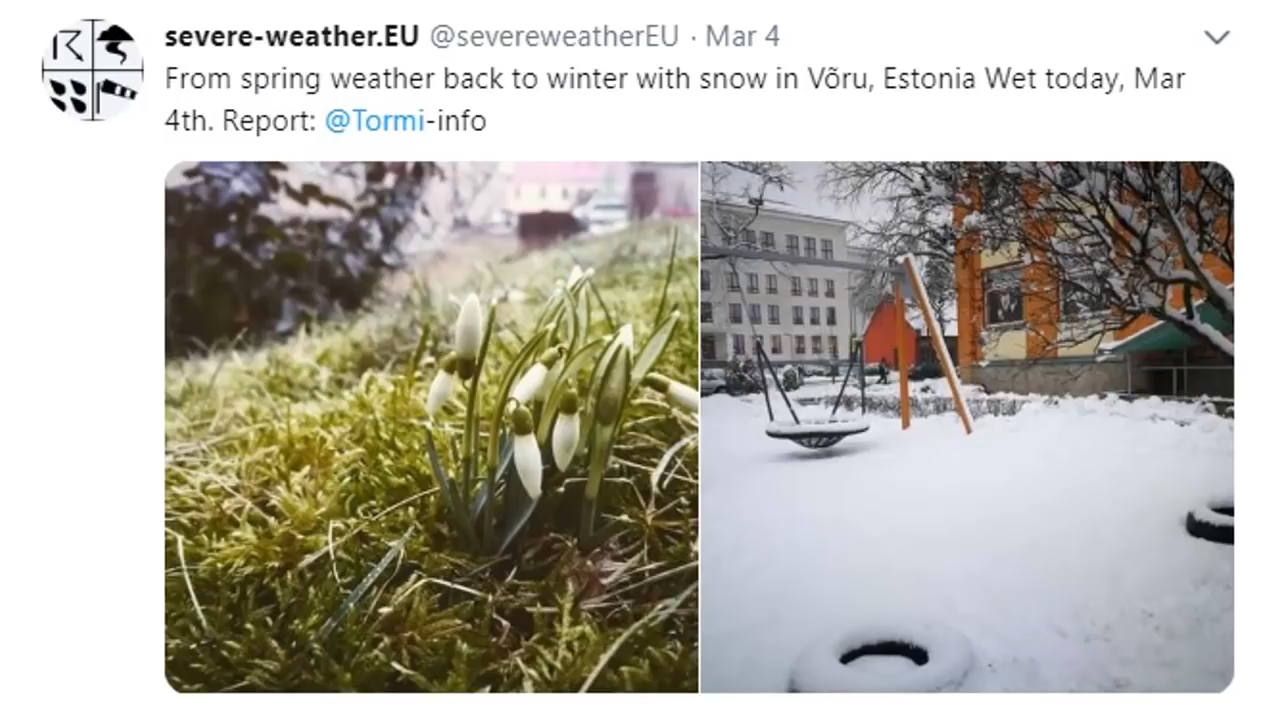 severe-weather.EU @severeweatherEU · Mar 4
From spring weather back to winter with snow in Võru, Estonia Wet today, Mar
4th. Report: @Tormi-info